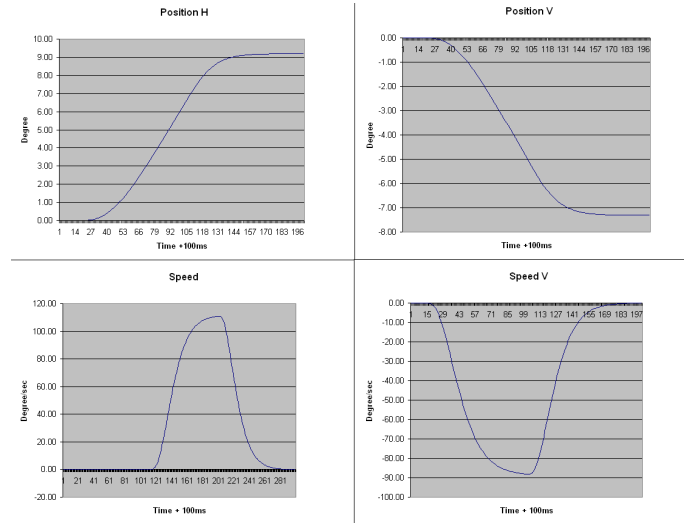 Position H
10.00
9.00
8.00
7.00
6.00
5.00
4.00
3.00
2.00
1.00
0.00
Degree
1 14 27 40 53 66 79 92 105 118 131 144 157 170 183 196
Time +100ms
Position V
0.00
-1.00
-2.00
-3.00
-4.00
-5.00
-6.00
-7.00
-8.00
Degree
1 14 27 40 53 66 79 92 105 118 131 144 157 170 183 196
Time +100ms
Speed
120.00
100.00
80.00
60.00
40.00
20.00
0.00
-20.00
Degree/sec
1 21 41 61 81 101 121 141 161 181 201 221 241 261 281
Time + 100ms
Speed V
0.00
-10.00
-20.00
-30.00
-40.00
-50.00
-60.00
-70.00
-80.00
-90.00
-100.00
Degree/sec
1 15 29 43 57 71 85 99 113 127 141 155 169 183 197
Time + 100ms